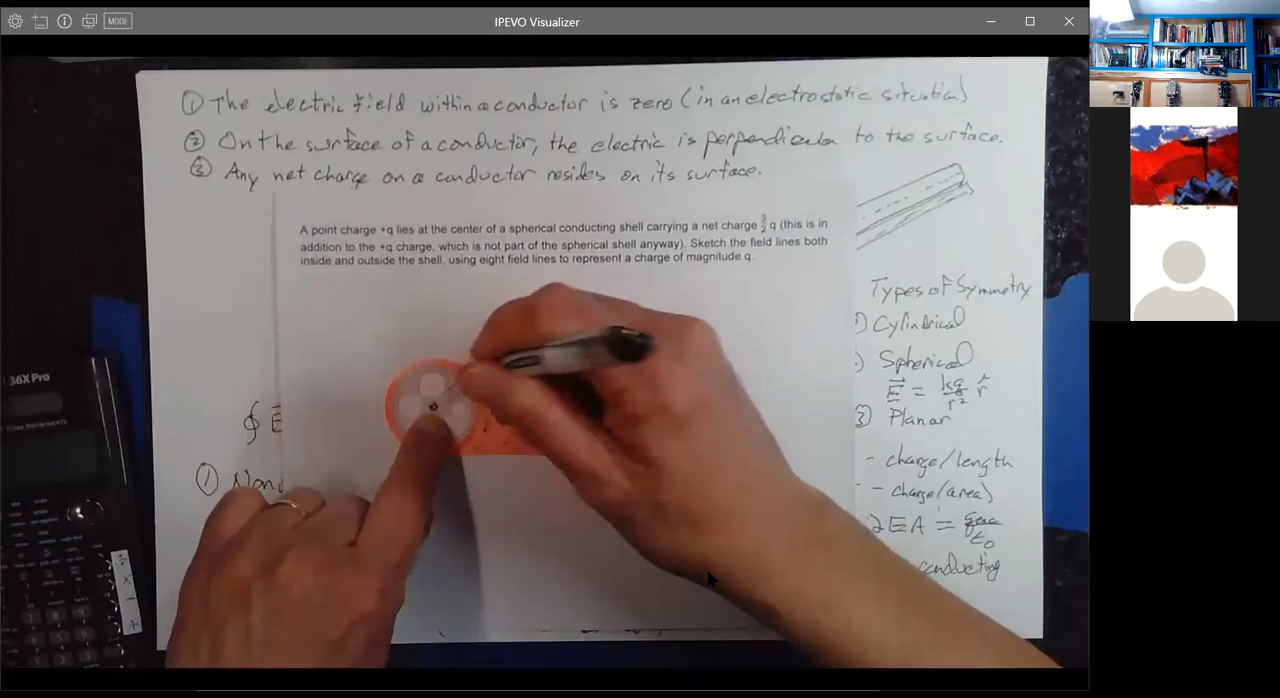 IPEVO Visualizer
MODE
① The electric field within a conductor is zero (in an electrostatic situation)
② On the surface of a conductor, the electric is perpendicular to the surface.
③ Any net charge on a conductor resides on its surface.
A point charge +q lies at the center of a spherical conducting shell carrying a net charge 3/2 q (this is in
addition to the +q charge, which is not part of the spherical shell anyway). Sketch the field lines both
inside and outside the shell, using eight field lines to represent a charge of magnitude q.
Types of Symmetry
1) Cylindrical
Spherical
E⃗ = kq/r² r̂
③ Planar
- charge/length
- charge/area)
2EA = qenc/ε₀
conducting
∮ E
① Non
36X Pro